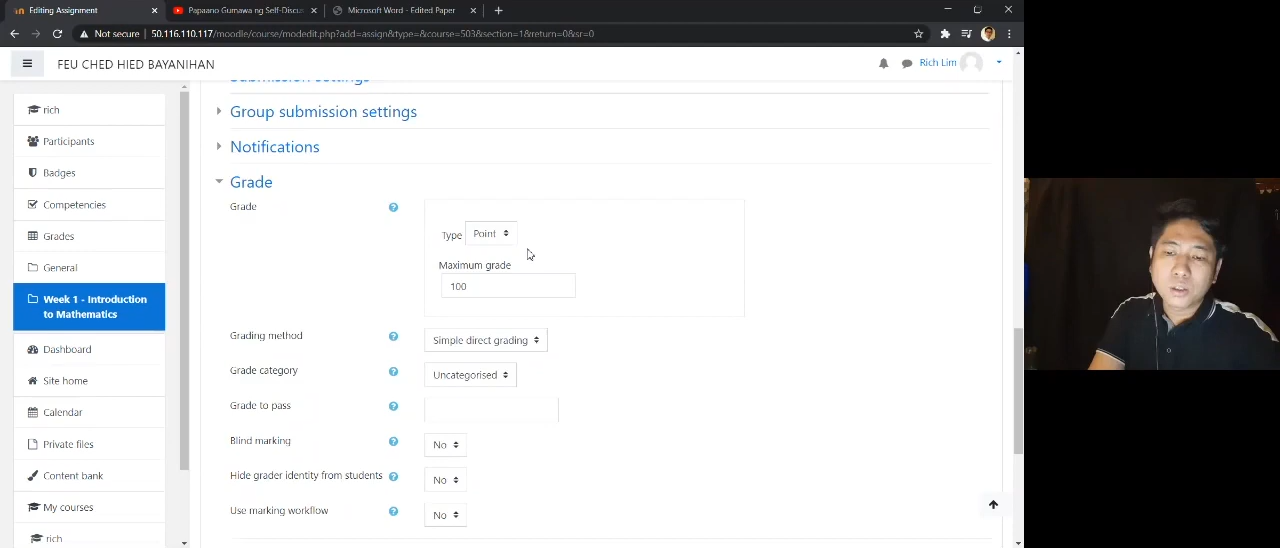 Editing Assignment
Papaano Gumawa ng Self-Discus
Microsoft Word - Edited Paper
Not secure
50.116.110.117/moodle/course/modedit.php?add=assign&type=&course=503&section=1&return=0&sr=0
FEU CHED HIED BAYANIHAN
Rich Lim
rich
Participants
Badges
Competencies
Grades
General
Week 1 - Introduction
to Mathematics
Dashboard
Site home
Calendar
Private files
Content bank
My courses
rich
Submission settings
Group submission settings
Notifications
Grade
Grade
Type
Point
Maximum grade
100
Grading method
Simple direct grading
Grade category
Uncategorised
Grade to pass
Blind marking
No
Hide grader identity from students
No
Use marking workflow
No